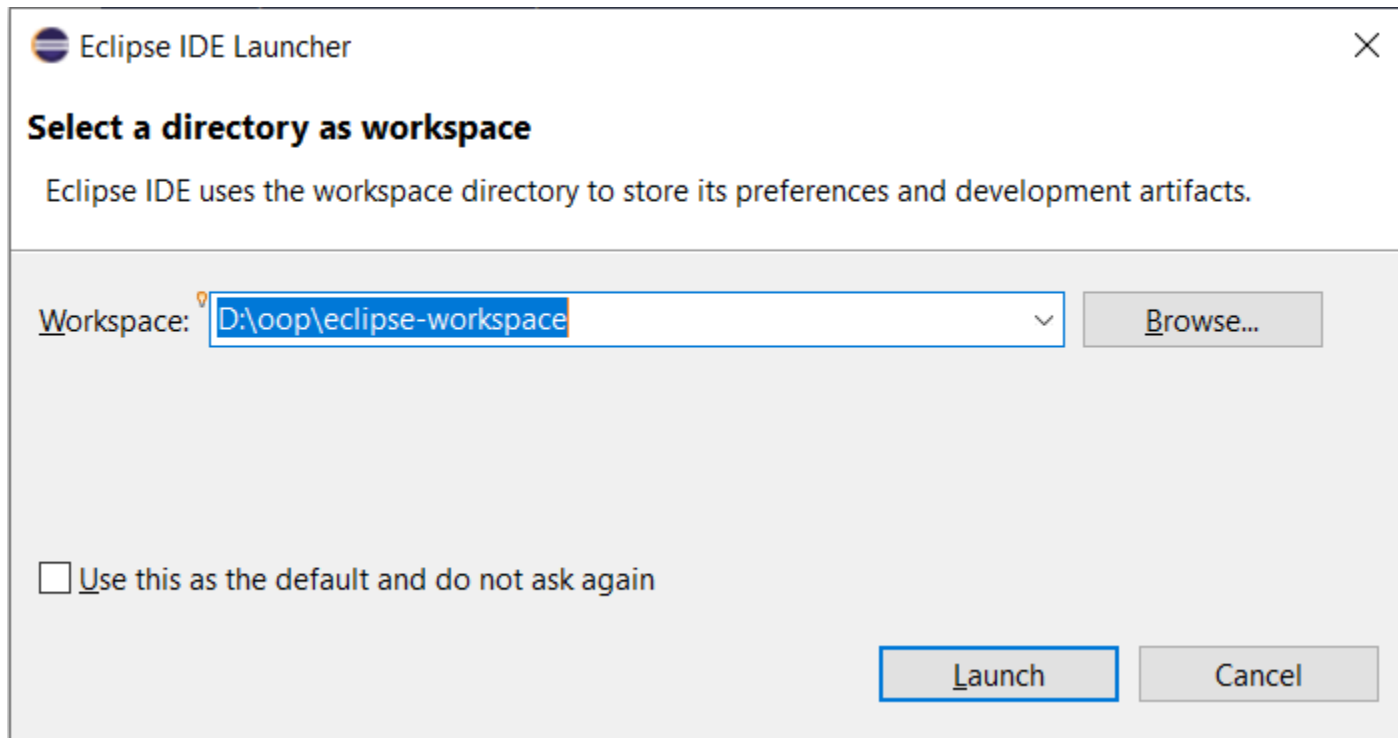 Eclipse IDE Launcher
Select a directory as workspace
Eclipse IDE uses the workspace directory to store its preferences and development artifacts.
Workspace: D:\oop\eclipse-workspace Browse...
Use this as the default and do not ask again
Launch Cancel